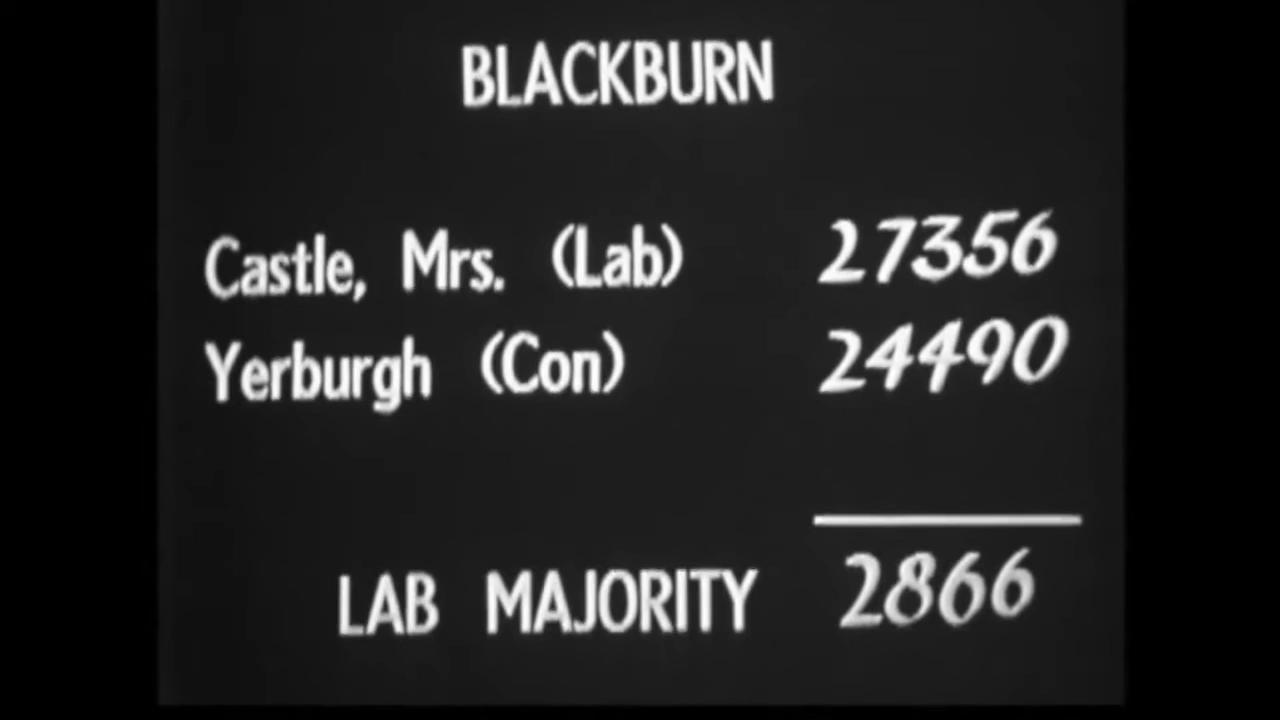 BLACKBURN
Castle, Mrs. (Lab) 27356
Yerburgh (Con) 24490
LAB MAJORITY 2866